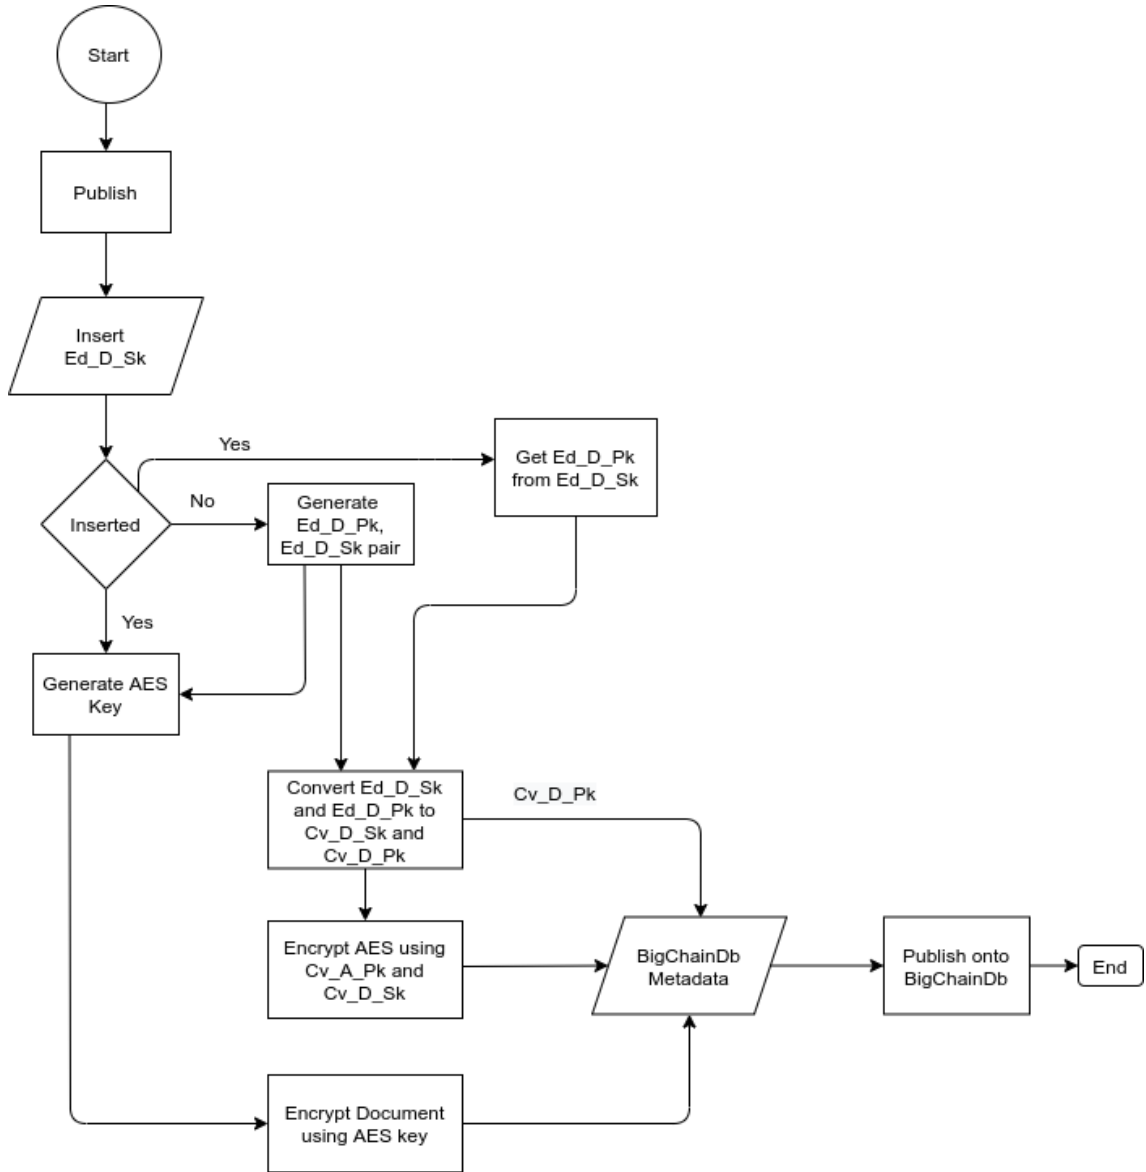 Start
Publish
Insert
Ed_D_Sk
Yes
Get Ed_D_Pk
from Ed_D_Sk
Inserted
No
Generate
Ed_D_Pk,
Ed_D_Sk pair
Yes
Generate AES
Key
Convert Ed_D_Sk
and Ed_D_Pk to
Cv_D_Sk and
Cv_D_Pk
Cv_D_Pk
Encrypt AES using
Cv_A_Pk and
Cv_D_Sk
BigChainDb
Metadata
Publish onto
BigChainDb
End
Encrypt Document
using AES key